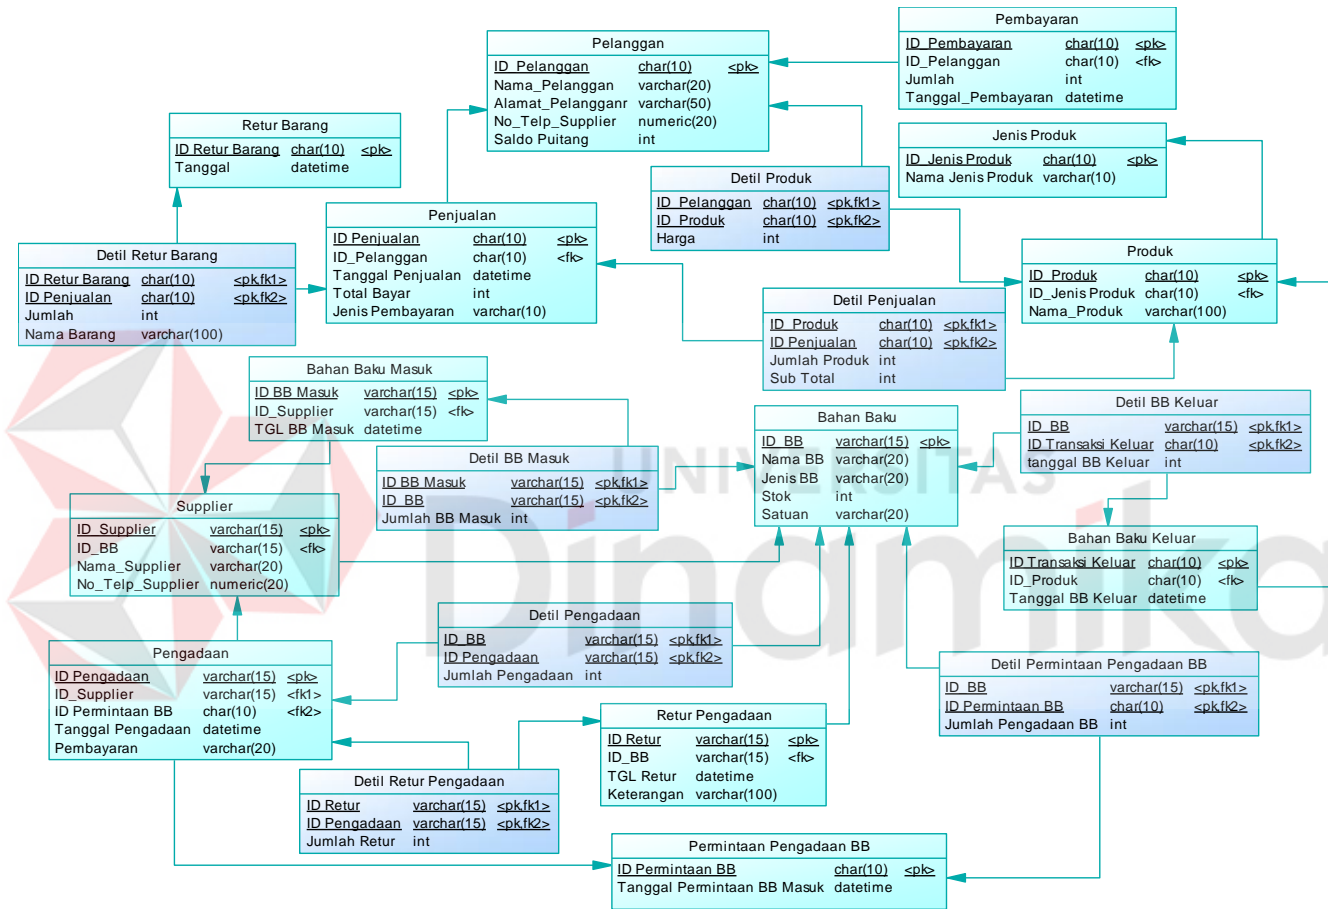 Pembayaran
ID_Pembayaran char(10) <pk>
ID_Pelanggan char(10) <fk>
Jumlah int
Tanggal_Pembayaran datetime
Pelanggan
ID_Pelanggan char(10) <pk>
Nama_Pelanggan varchar(20)
Alamat_Pelangganr varchar(50)
No_Telp_Supplier numeric(20)
Saldo Puitang int
Retur Barang
ID Retur Barang char(10) <pk>
Tanggal datetime
Jenis Produk
ID_Jenis Produk char(10) <pk>
Nama Jenis Produk varchar(10)
Detil Produk
ID_Pelanggan char(10) <pk,fk1>
ID_Produk char(10) <pk,fk2>
Harga int
Penjualan
ID Penjualan char(10) <pk>
ID_Pelanggan char(10) <fk>
Tanggal Penjualan datetime
Total Bayar int
Jenis Pembayaran varchar(10)
Detil Retur Barang
ID Retur Barang char(10) <pk,fk1>
ID Penjualan char(10) <pk,fk2>
Jumlah int
Nama Barang varchar(100)
Produk
ID_Produk char(10) <pk>
ID_Jenis Produk char(10) <fk>
Nama_Produk varchar(100)
Detil Penjualan
ID_Produk char(10) <pk,fk1>
ID Penjualan char(10) <pk,fk2>
Jumlah Produk int
Sub Total int
Bahan Baku Masuk
ID BB Masuk varchar(15) <pk>
ID_Supplier varchar(15) <fk>
TGL BB Masuk datetime
Detil BB Keluar
ID_BB varchar(15) <pk,fk1>
ID Transaksi Keluar char(10) <pk,fk2>
tanggal BB Keluar int
Bahan Baku
ID_BB varchar(15) <pk>
Nama BB varchar(20)
Jenis BB varchar(20)
Stok int
Satuan varchar(20)
Detil BB Masuk
ID BB Masuk varchar(15) <pk,fk1>
ID_BB varchar(15) <pk,fk2>
Jumlah BB Masuk int
UNIVERSITAS
Dinamika
Supplier
ID_Supplier varchar(15) <pk>
ID_BB varchar(15) <fk>
Nama_Supplier varchar(20)
No_Telp_Supplier numeric(20)
Bahan Baku Keluar
ID Transaksi Keluar char(10) <pk>
ID_Produk char(10) <fk>
Tanggal BB Keluar datetime
Detil Pengadaan
ID_BB varchar(15) <pk,fk1>
ID Pengadaan varchar(15) <pk,fk2>
Jumlah Pengadaan int
Pengadaan
ID Pengadaan varchar(15) <pk>
ID_Supplier varchar(15) <fk1>
ID Permintaan BB char(10) <fk2>
Tanggal Pengadaan datetime
Pembayaran varchar(20)
Detil Permintaan Pengadaan BB
ID_BB varchar(15) <pk,fk1>
ID Permintaan BB char(10) <pk,fk2>
Jumlah Pengadaan BB int
Retur Pengadaan
ID Retur varchar(15) <pk>
ID_BB varchar(15) <fk>
TGL Retur datetime
Keterangan varchar(100)
Detil Retur Pengadaan
ID Retur varchar(15) <pk,fk1>
ID Pengadaan varchar(15) <pk,fk2>
Jumlah Retur int
Permintaan Pengadaan BB
ID Permintaan BB char(10) <pk>
Tanggal Permintaan BB Masuk datetime